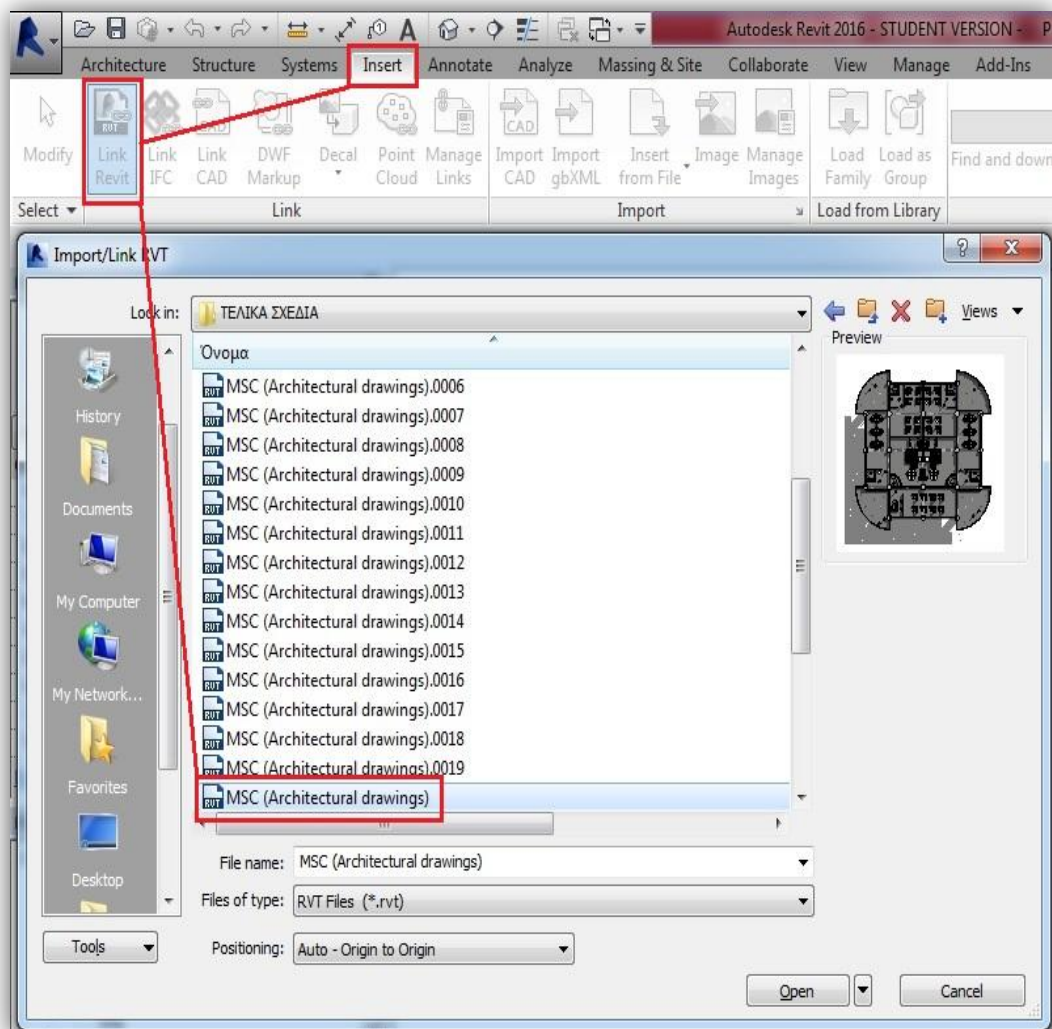 Autodesk Revit 2016 - STUDENT VERSION - P
Architecture Structure Systems Insert Annotate Analyze Massing & Site Collaborate View Manage Add-Ins
Modify
Link Revit
Link IFC
Link CAD
DWF Markup
Decal
Point Cloud
Manage Links
Import CAD
Import gbXML
Insert from File
Image
Manage Images
Load Family
Load as Group
Find and down
Select Link Import Load from Library
Import/Link RVT
Look in: ΤΕΛΙΚΑ ΣΧΕΔΙΑ
Views
Preview
Όνομα
History
Documents
My Computer
My Network...
Favorites
Desktop
MSC (Architectural drawings).0006
MSC (Architectural drawings).0007
MSC (Architectural drawings).0008
MSC (Architectural drawings).0009
MSC (Architectural drawings).0010
MSC (Architectural drawings).0011
MSC (Architectural drawings).0012
MSC (Architectural drawings).0013
MSC (Architectural drawings).0014
MSC (Architectural drawings).0015
MSC (Architectural drawings).0016
MSC (Architectural drawings).0017
MSC (Architectural drawings).0018
MSC (Architectural drawings).0019
MSC (Architectural drawings)
File name: MSC (Architectural drawings)
Files of type: RVT Files (*.rvt)
Tools
Positioning: Auto - Origin to Origin
Open
Cancel